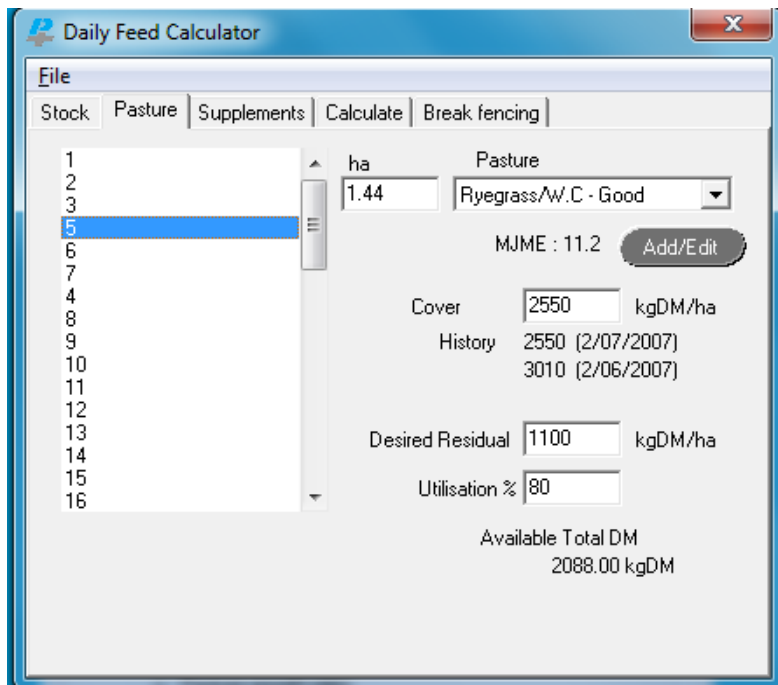 Daily Feed Calculator
File
Stock Pasture Supplements Calculate Break fencing
1
2
3
5
6
7
4
8
9
10
11
12
13
14
15
16
ha Pasture
1.44 Ryegrass/W.C - Good
MJME : 11.2 Add/Edit
Cover 2550 kgDM/ha
History 2550 (2/07/2007)
3010 (2/06/2007)
Desired Residual 1100 kgDM/ha
Utilisation % 80
Available Total DM
2088.00 kgDM